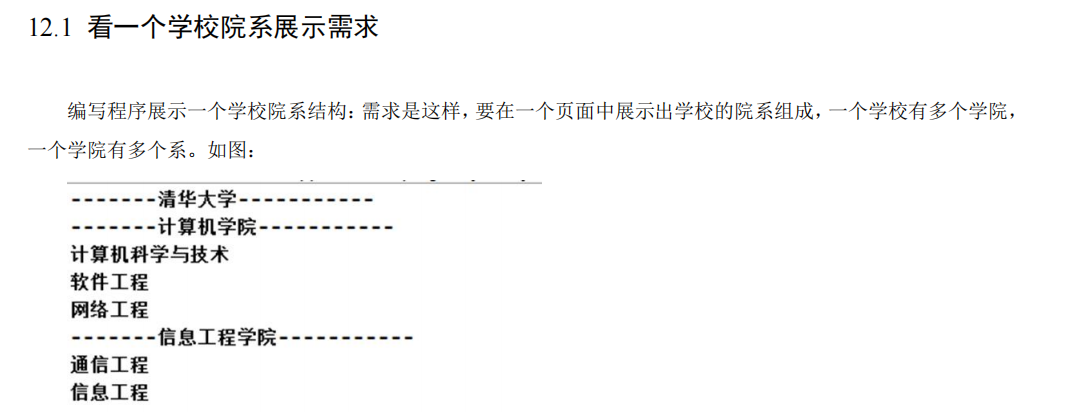 12.1 看一个学校院系展示需求
编写程序展示一个学校院系结构：需求是这样，要在一个页面中展示出学校的院系组成，一个学校有多个学院，
一个学院有多个系。如图：
-------清华大学-----------
-------计算机学院-----------
计算机科学与技术
软件工程
网络工程
-------信息工程学院-----------
通信工程
信息工程